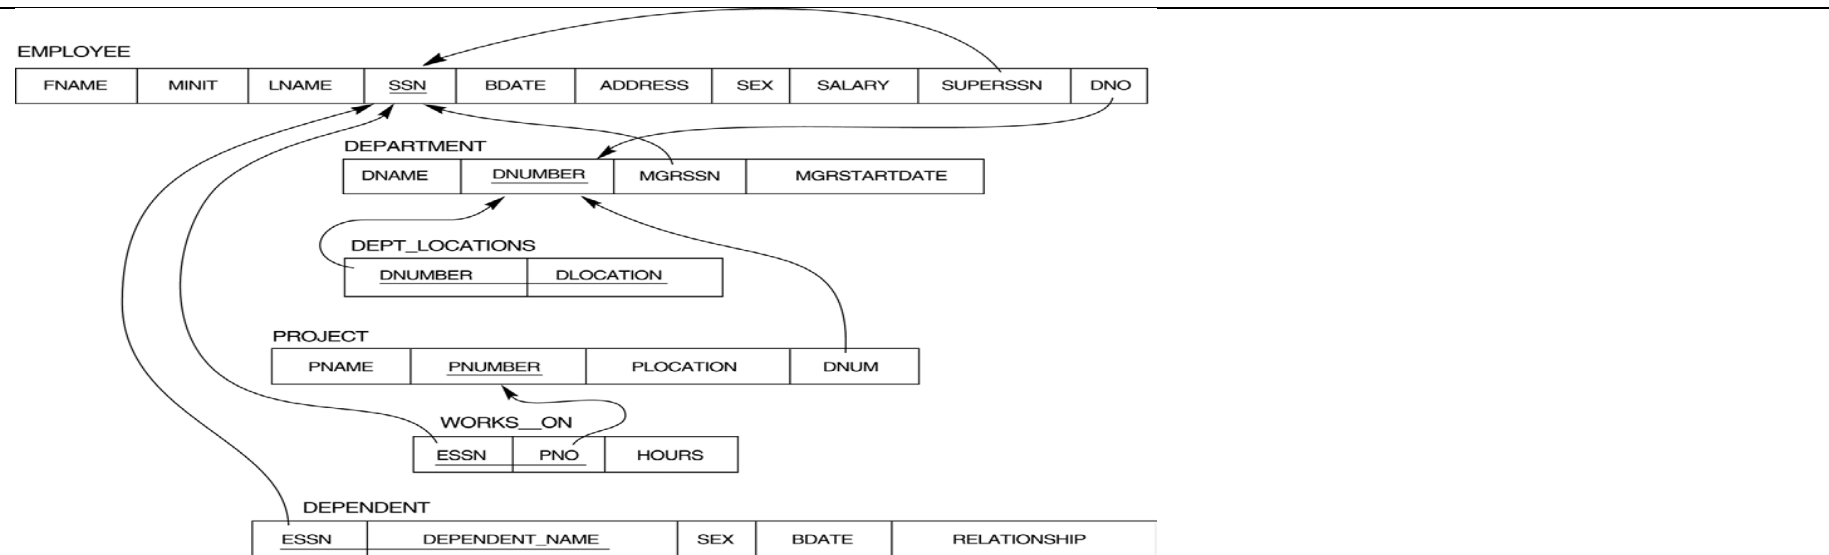 EMPLOYEE
FNAME MINIT LNAME SSN BDATE ADDRESS SEX SALARY SUPERSSN DNO
DEPARTMENT
DNAME DNUMBER MGRSSN MGRSTARTDATE
DEPT_LOCATIONS
DNUMBER DLOCATION
PROJECT
PNAME PNUMBER PLOCATION DNUM
WORKS_ON
ESSN PNO HOURS
DEPENDENT
ESSN DEPENDENT_NAME SEX BDATE RELATIONSHIP